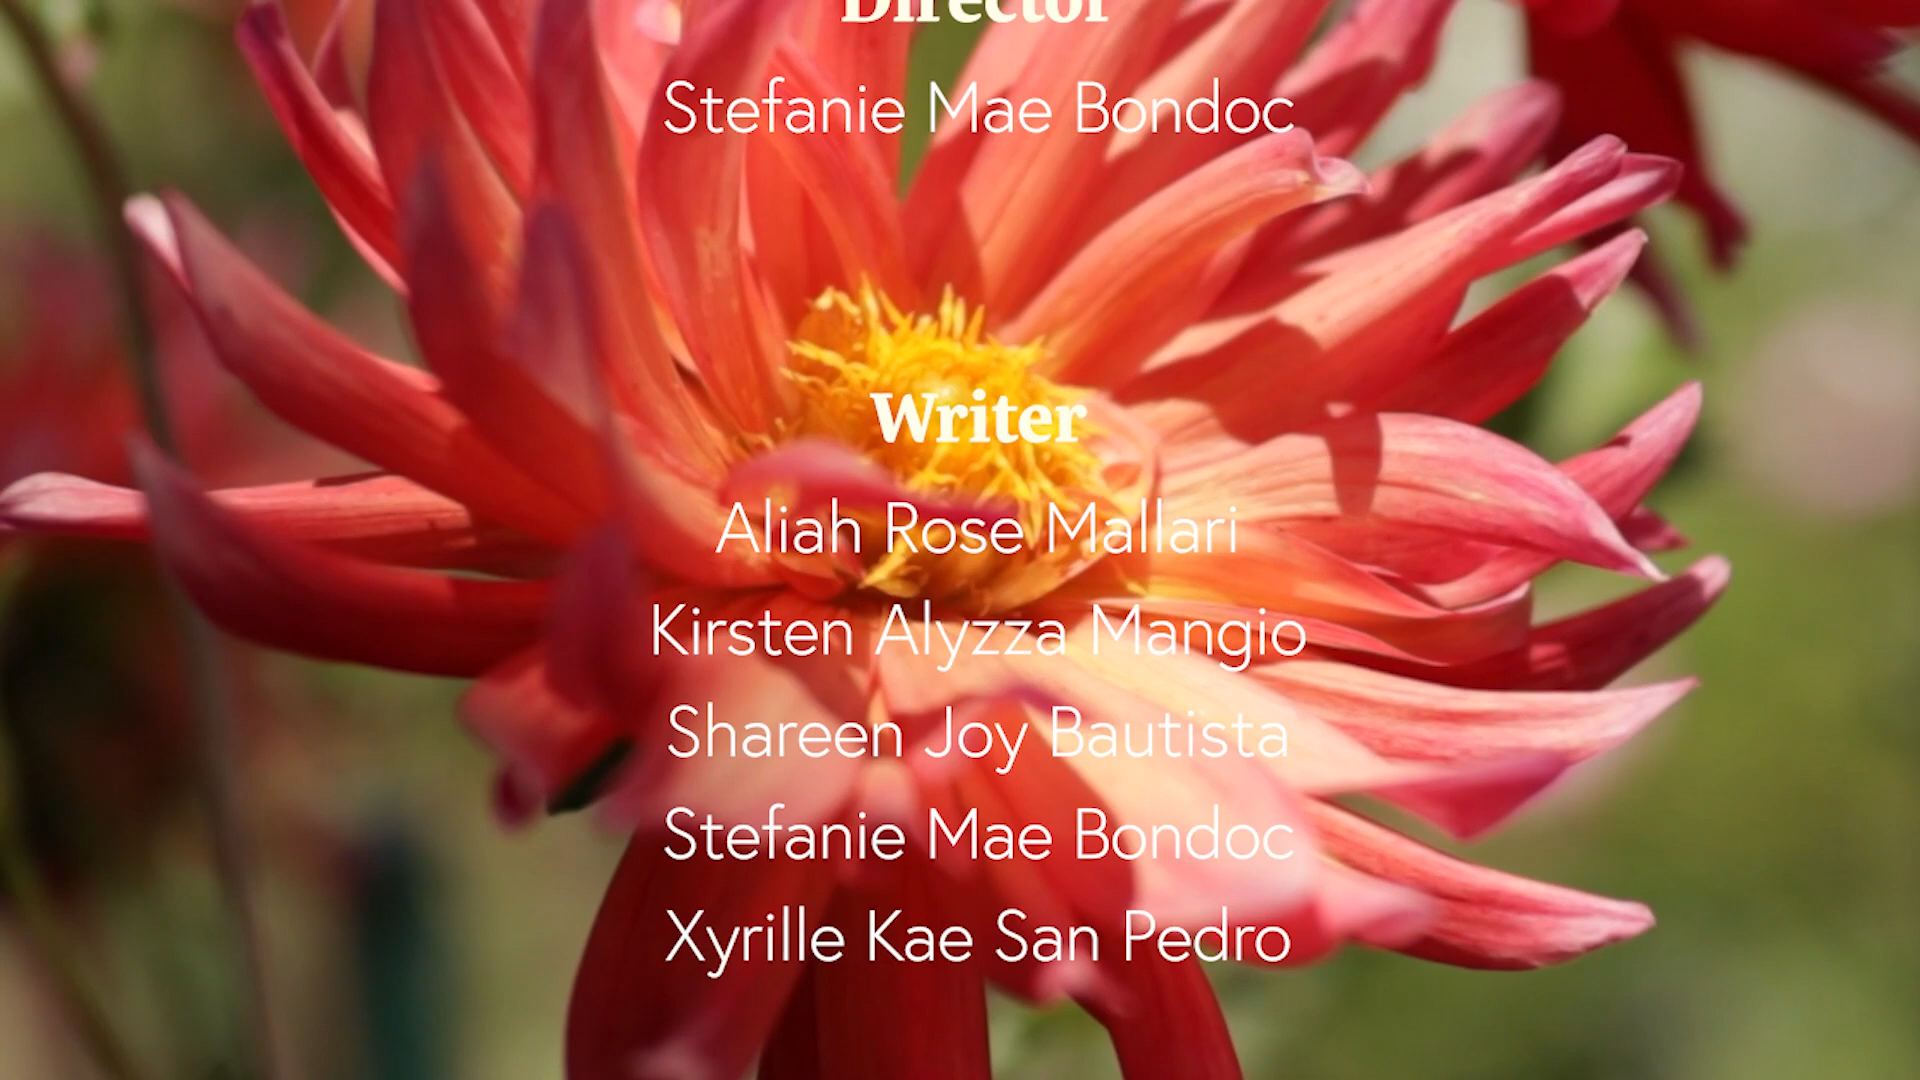 Director
Stefanie Mae Bondoc
Writer
Aliah Rose Mallari
Kirsten Alyzza Mangio
Shareen Joy Bautista
Stefanie Mae Bondoc
Xyrille Kae San Pedro